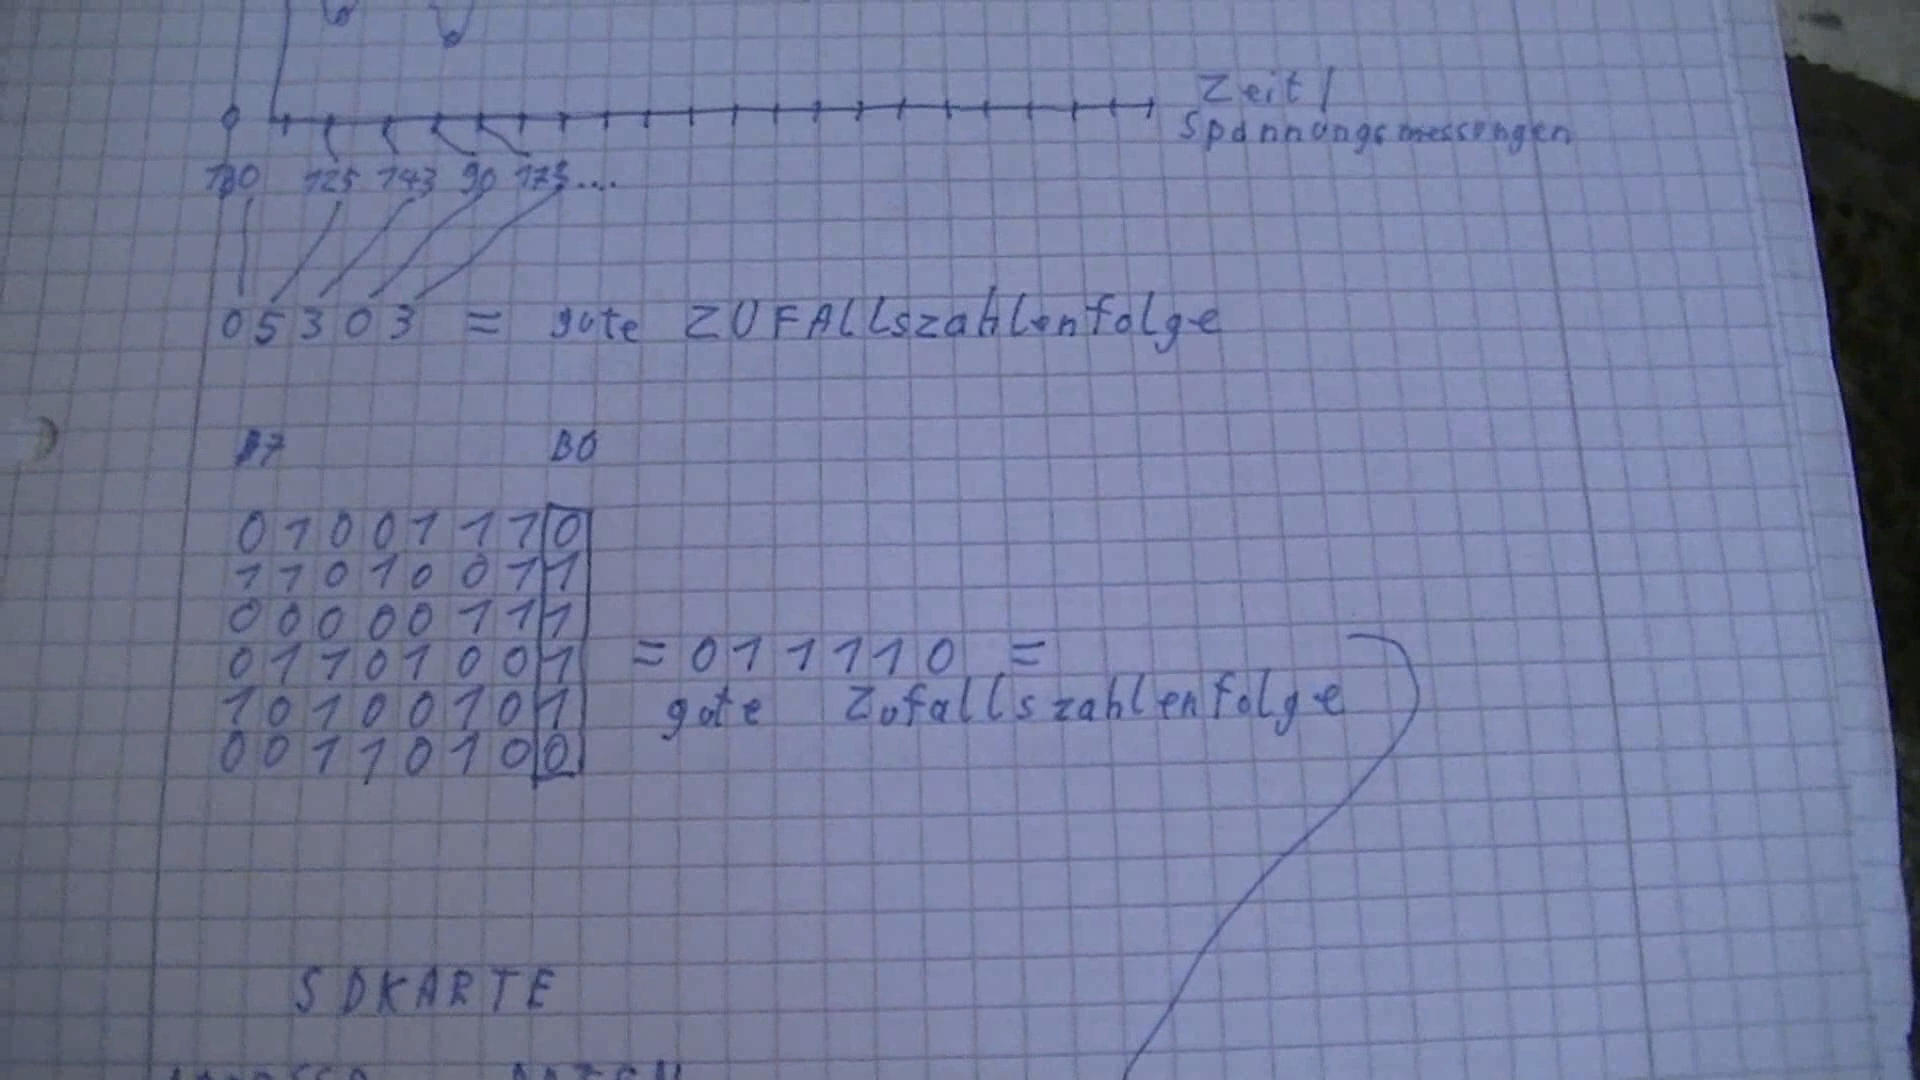 Zeit /
0 Spannungsmessungen
130 125 143 90 173....
05303 = gute ZUFAllszahlenfolge
B7 B0
01001110
11010011
00000111
01101001 = 011110 =
10100101 gute Zufallszahlenfolge
00110100
SDKARTE